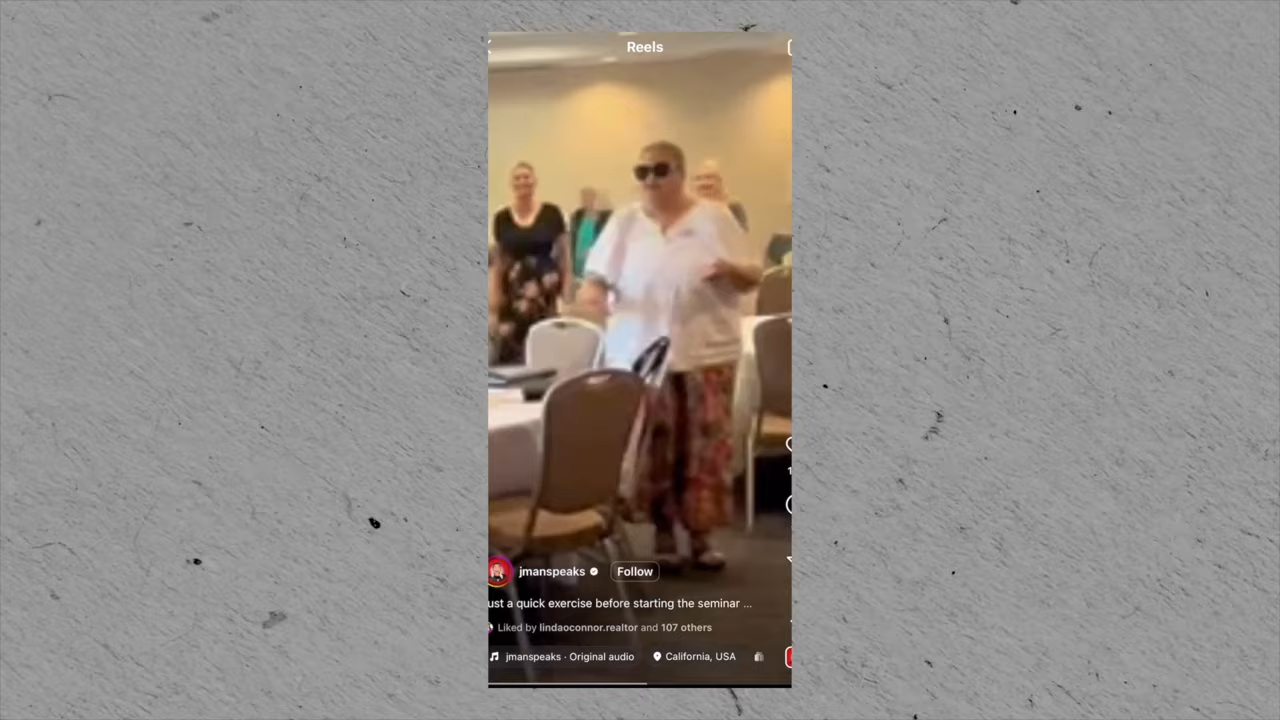 Reels
jmanspeaks Follow
ust a quick exercise before starting the seminar ...
Liked by lindaoconnor.realtor and 107 others
jmanspeaks · Original audio California, USA